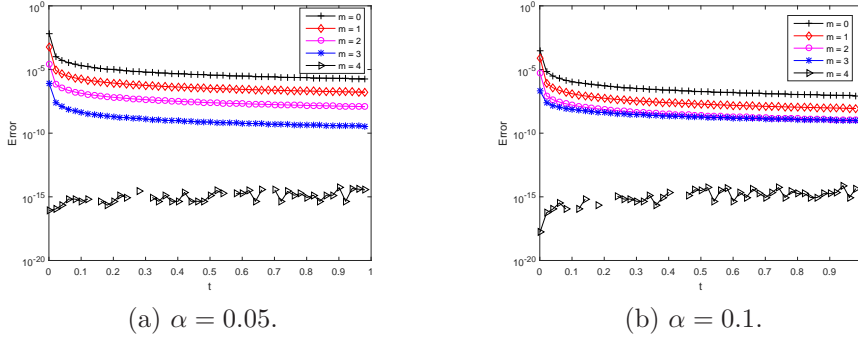 10^0
10^-5
10^-10
10^-15
10^-20
Error
0 0.1 0.2 0.3 0.4 0.5 0.6 0.7 0.8 0.9 1
t
m = 0
m = 1
m = 2
m = 3
m = 4
(a) α = 0.05.
10^0
10^-5
10^-10
10^-15
10^-20
Error
0 0.1 0.2 0.3 0.4 0.5 0.6 0.7 0.8 0.9
t
m = 0
m = 1
m = 2
m = 3
m = 4
(b) α = 0.1.